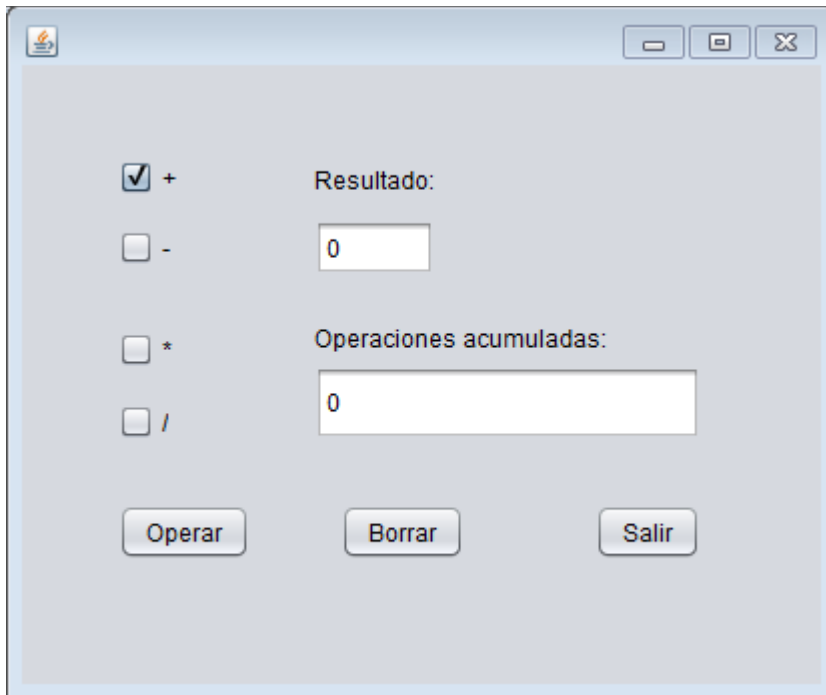 +
Resultado:
-
0
*
Operaciones acumuladas:
/
0
Operar Borrar Salir